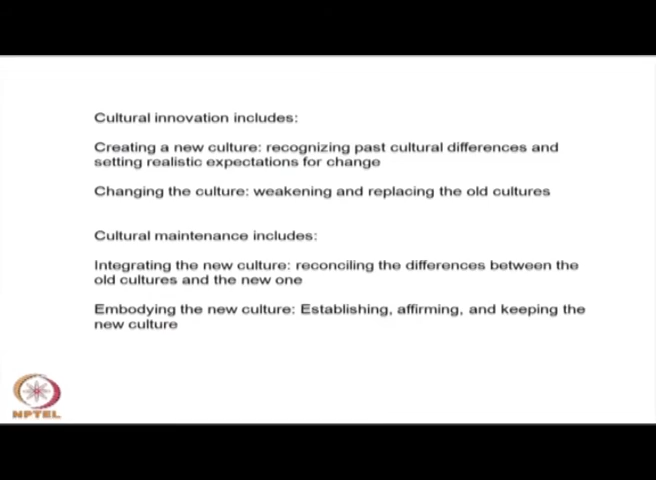 Cultural innovation includes:
Creating a new culture: recognizing past cultural differences and
setting realistic expectations for change
Changing the culture: weakening and replacing the old cultures
Cultural maintenance includes:
Integrating the new culture: reconciling the differences between the
old cultures and the new one
Embodying the new culture: Establishing, affirming, and keeping the
new culture
NPTEL